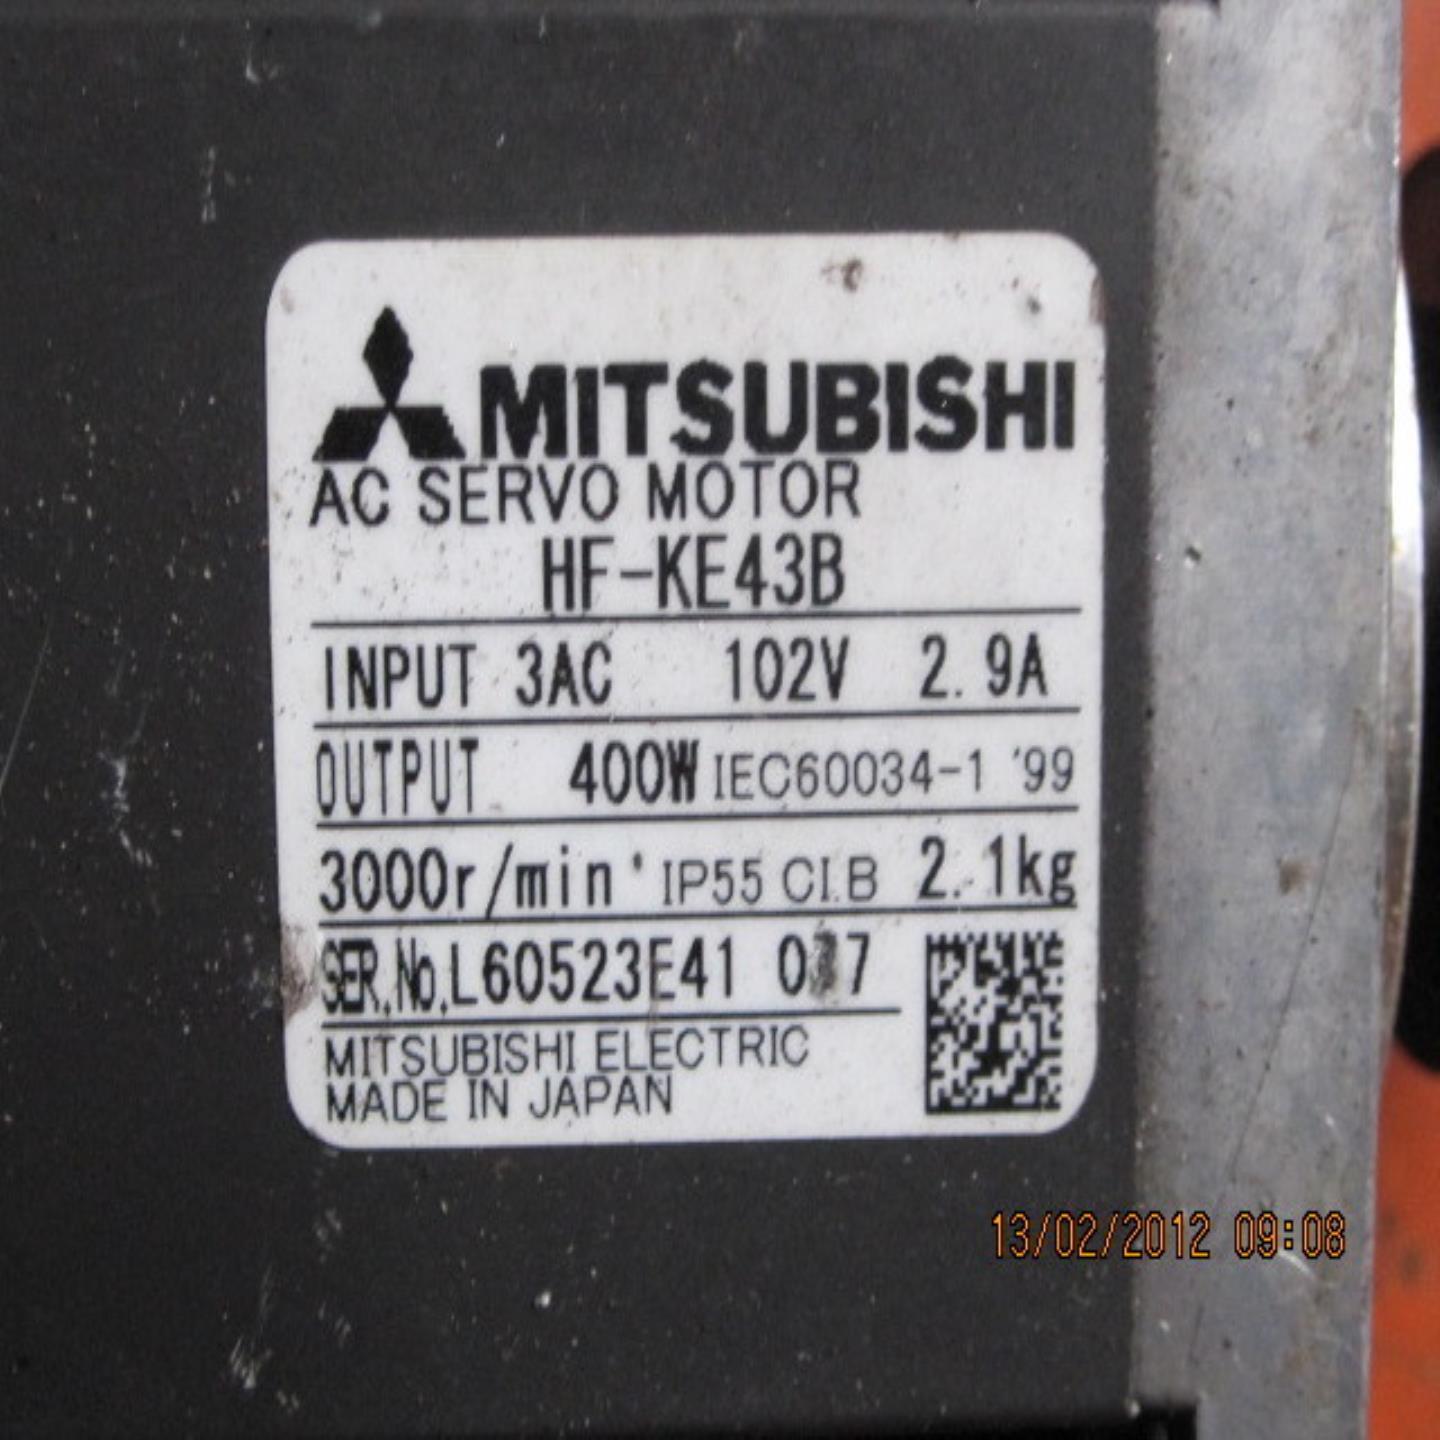 MITSUBISHI
AC SERVO MOTOR
HF-KE43B
INPUT 3AC 102V 2.9A
OUTPUT 400W IEC60034-1 '99
3000r/min IP55 CI.B 2.1kg
SER.No.L60523E41
MITSUBISHI ELECTRIC
MADE IN JAPAN
13/02/2012 09:08